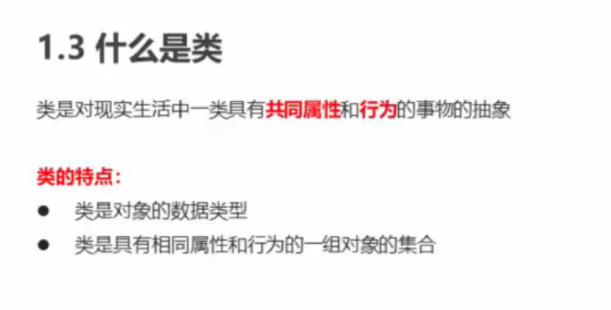 1.3 什么是类
类是对现实生活中一类具有共同属性和行为的事物的抽象
类的特点：
● 类是对象的数据类型
● 类是具有相同属性和行为的一组对象的集合